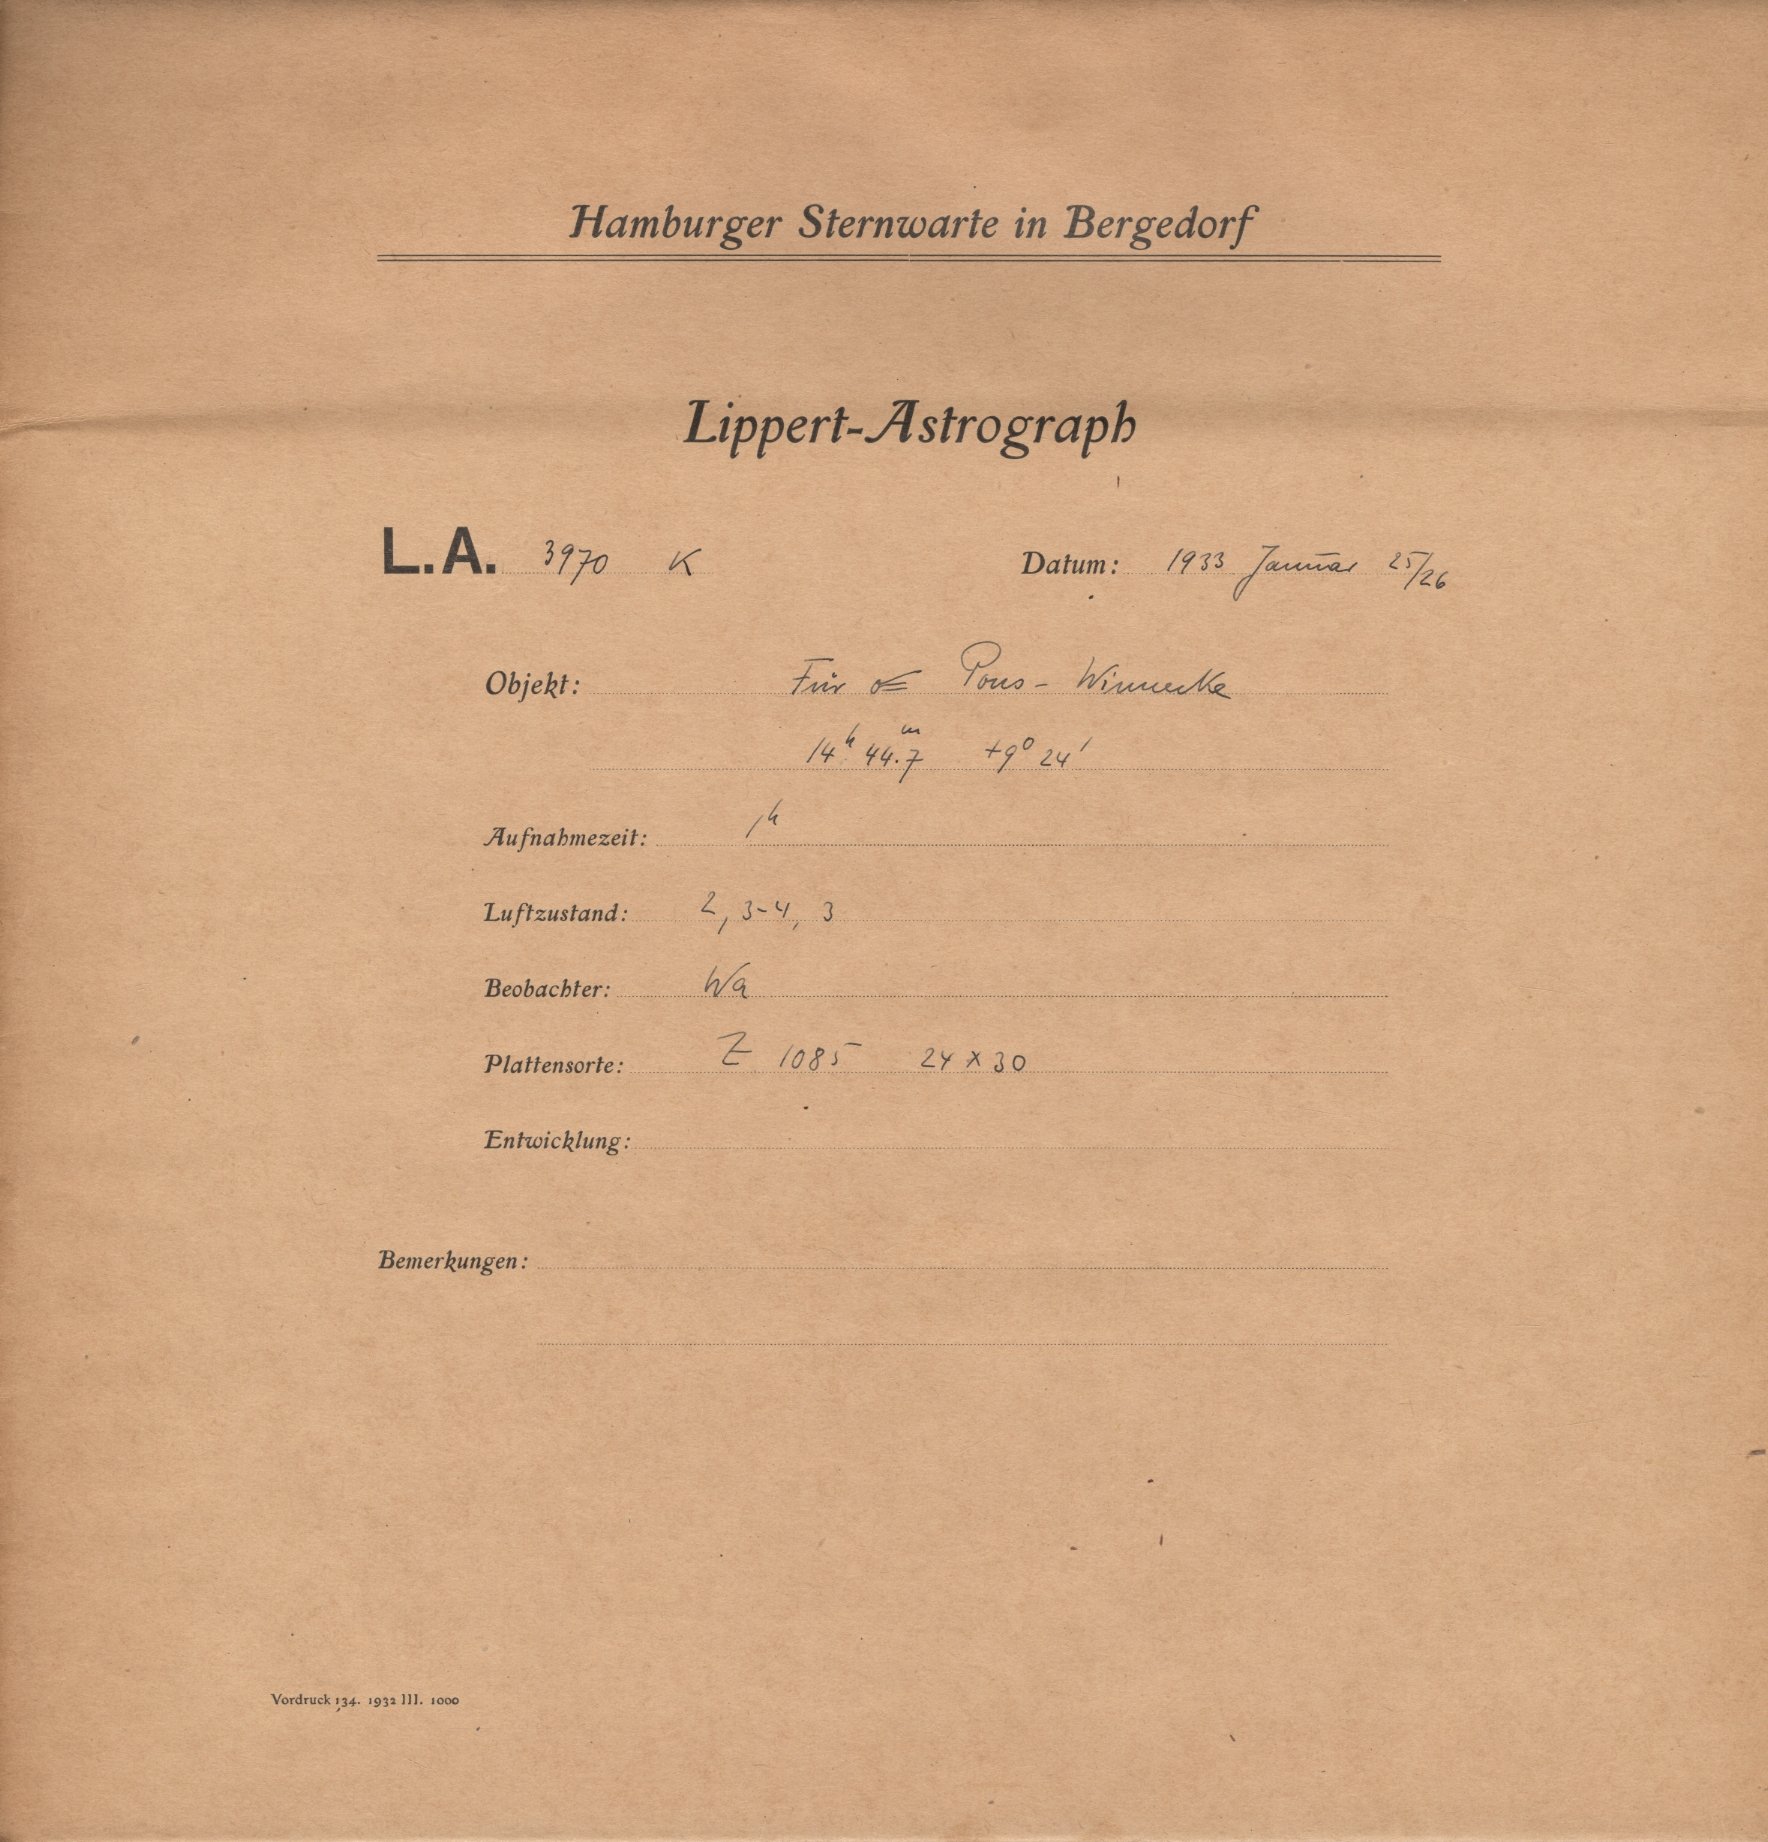 Hamburger Sternwarte in Bergedorf
Lippert-Astrograph
L.A. 3970 K Datum: 1933 Januar 25/26
Objekt: Für ☄ Pons-Winnecke
14h 44.7m +9° 24'
Aufnahmezeit: 1h
Luftzustand: 2, 3-4, 3
Beobachter: Wa
Plattensorte: Z 1085 24 x 30
Entwicklung:
Bemerkungen:
Vordruck 134. 1932 III. 1000